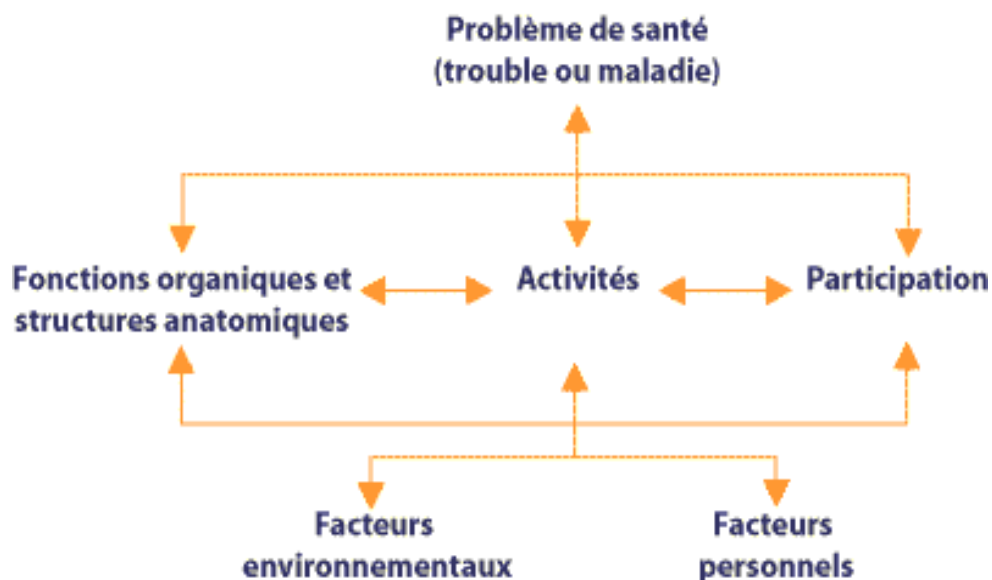 Problème de santé
(trouble ou maladie)
Fonctions organiques et
structures anatomiques
Activités
Participation
Facteurs
environnementaux
Facteurs
personnels